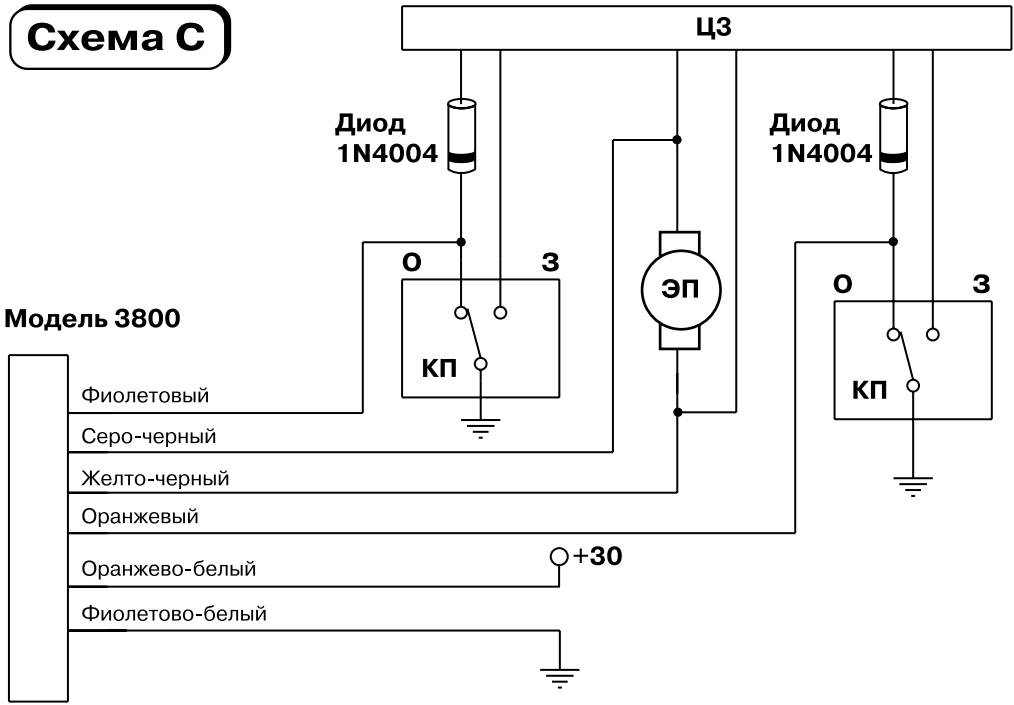 Схема С
ЦЗ
Диод
1N4004
Диод
1N4004
О З
КП
ЭП
О З
КП
Модель 3800
Фиолетовый
Серо-черный
Желто-черный
Оранжевый
Оранжево-белый
+30
Фиолетово-белый